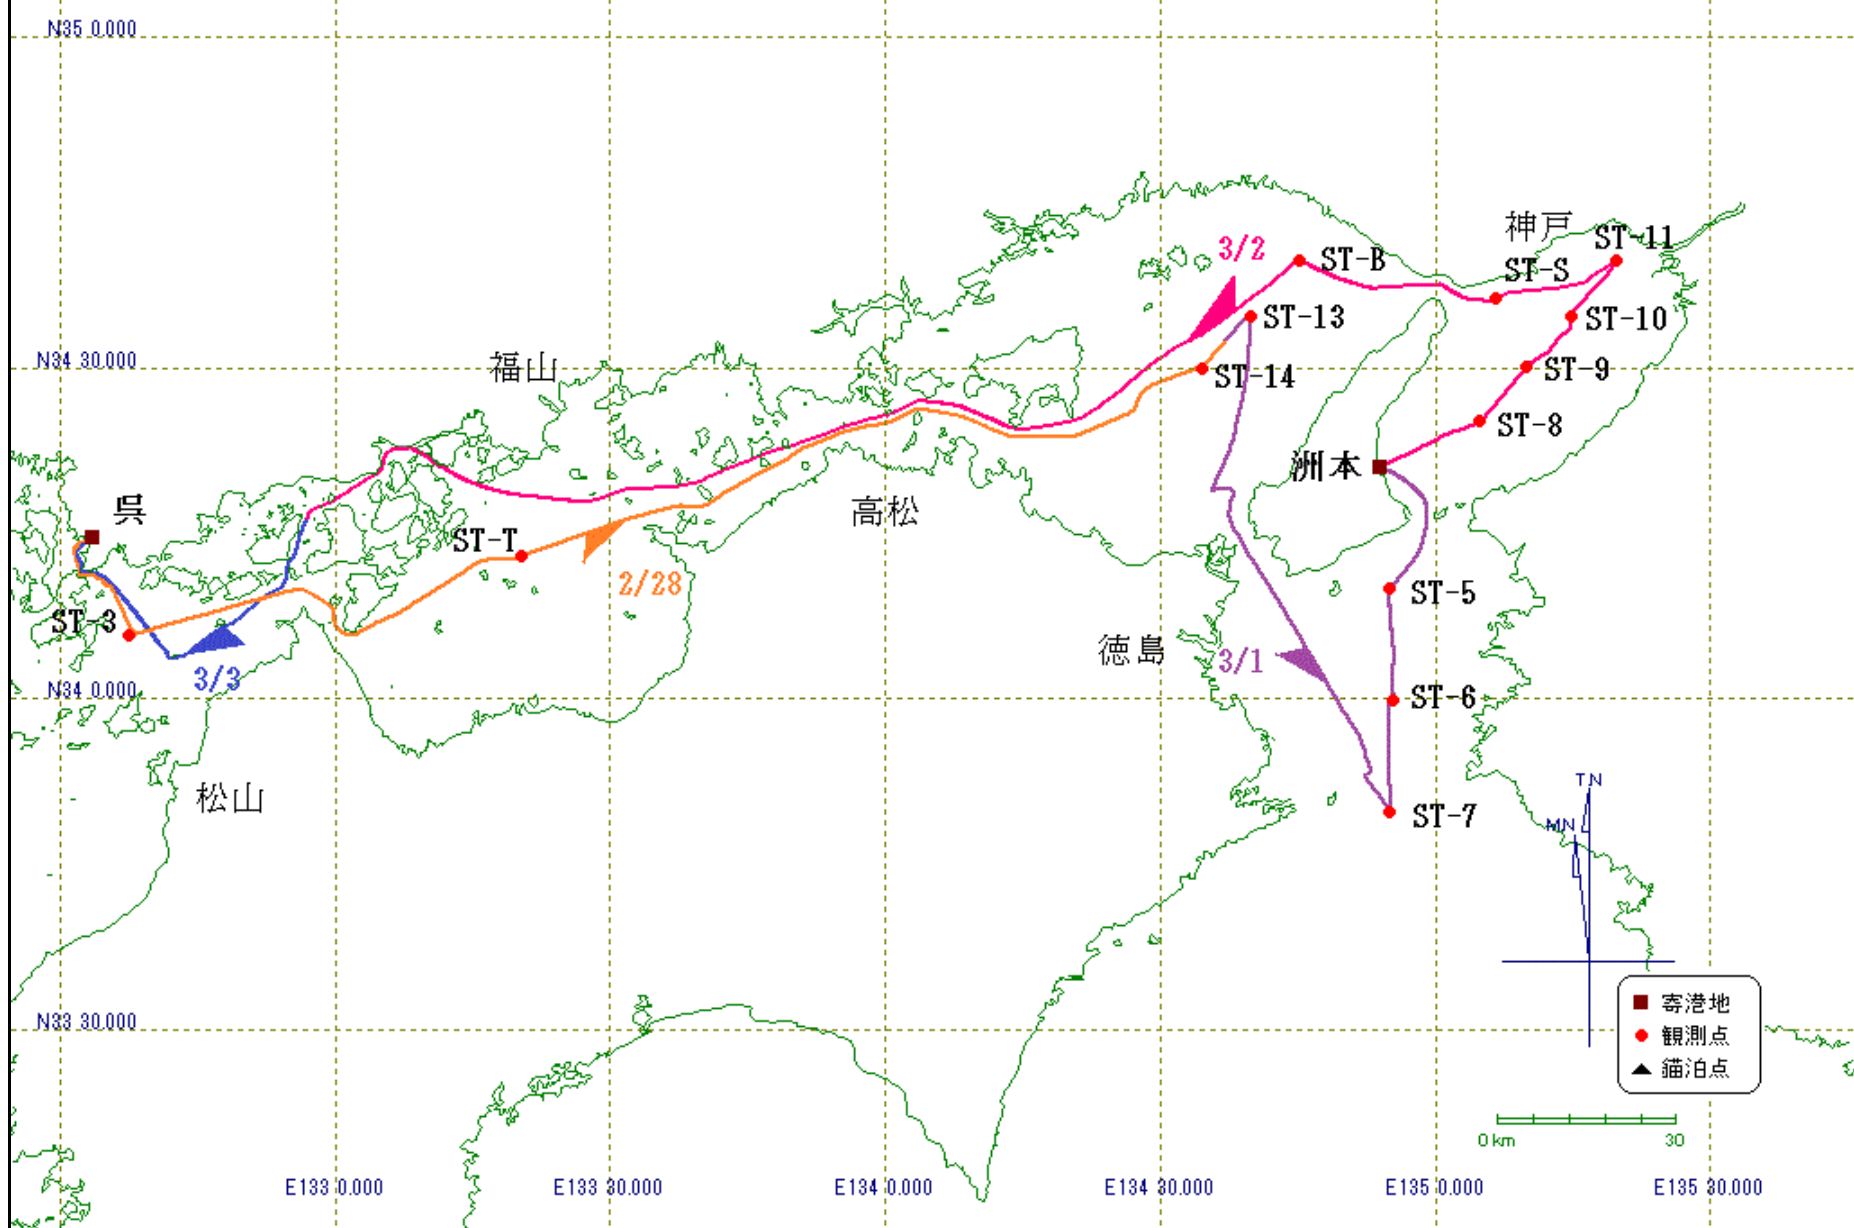 N35 0.000
神戸
ST-11
3/2
ST-B
ST-S
ST-13
ST-10
N34 30.000
福山
ST-14
ST-9
ST-8
洲本
呉
高松
ST-T
2/28
ST-5
ST-3
徳島
3/1
3/3
N34 0.000
ST-6
松山
TN
ST-7
MN
N33 30.000
寄港地
観測点
錨泊点
0 km
30
E133 0.000
E133 30.000
E134 0.000
E134 30.000
E135 0.000
E135 30.000